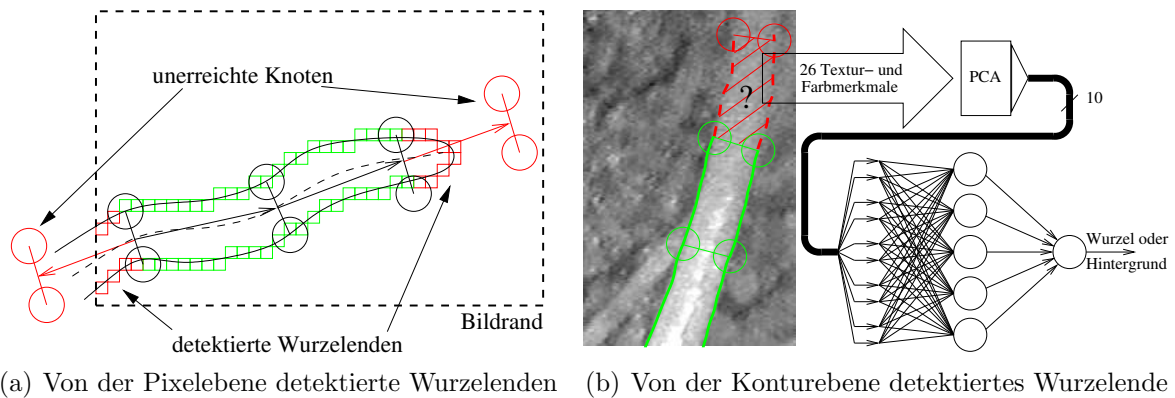 unerreichte Knoten
Bildrand
detektierte Wurzelenden
(a) Von der Pixelebene detektierte Wurzelenden
?
26 Textur- und
Farbmerkmale
PCA
10
Wurzel oder
Hintergrund
(b) Von der Konturebene detektiertes Wurzelende